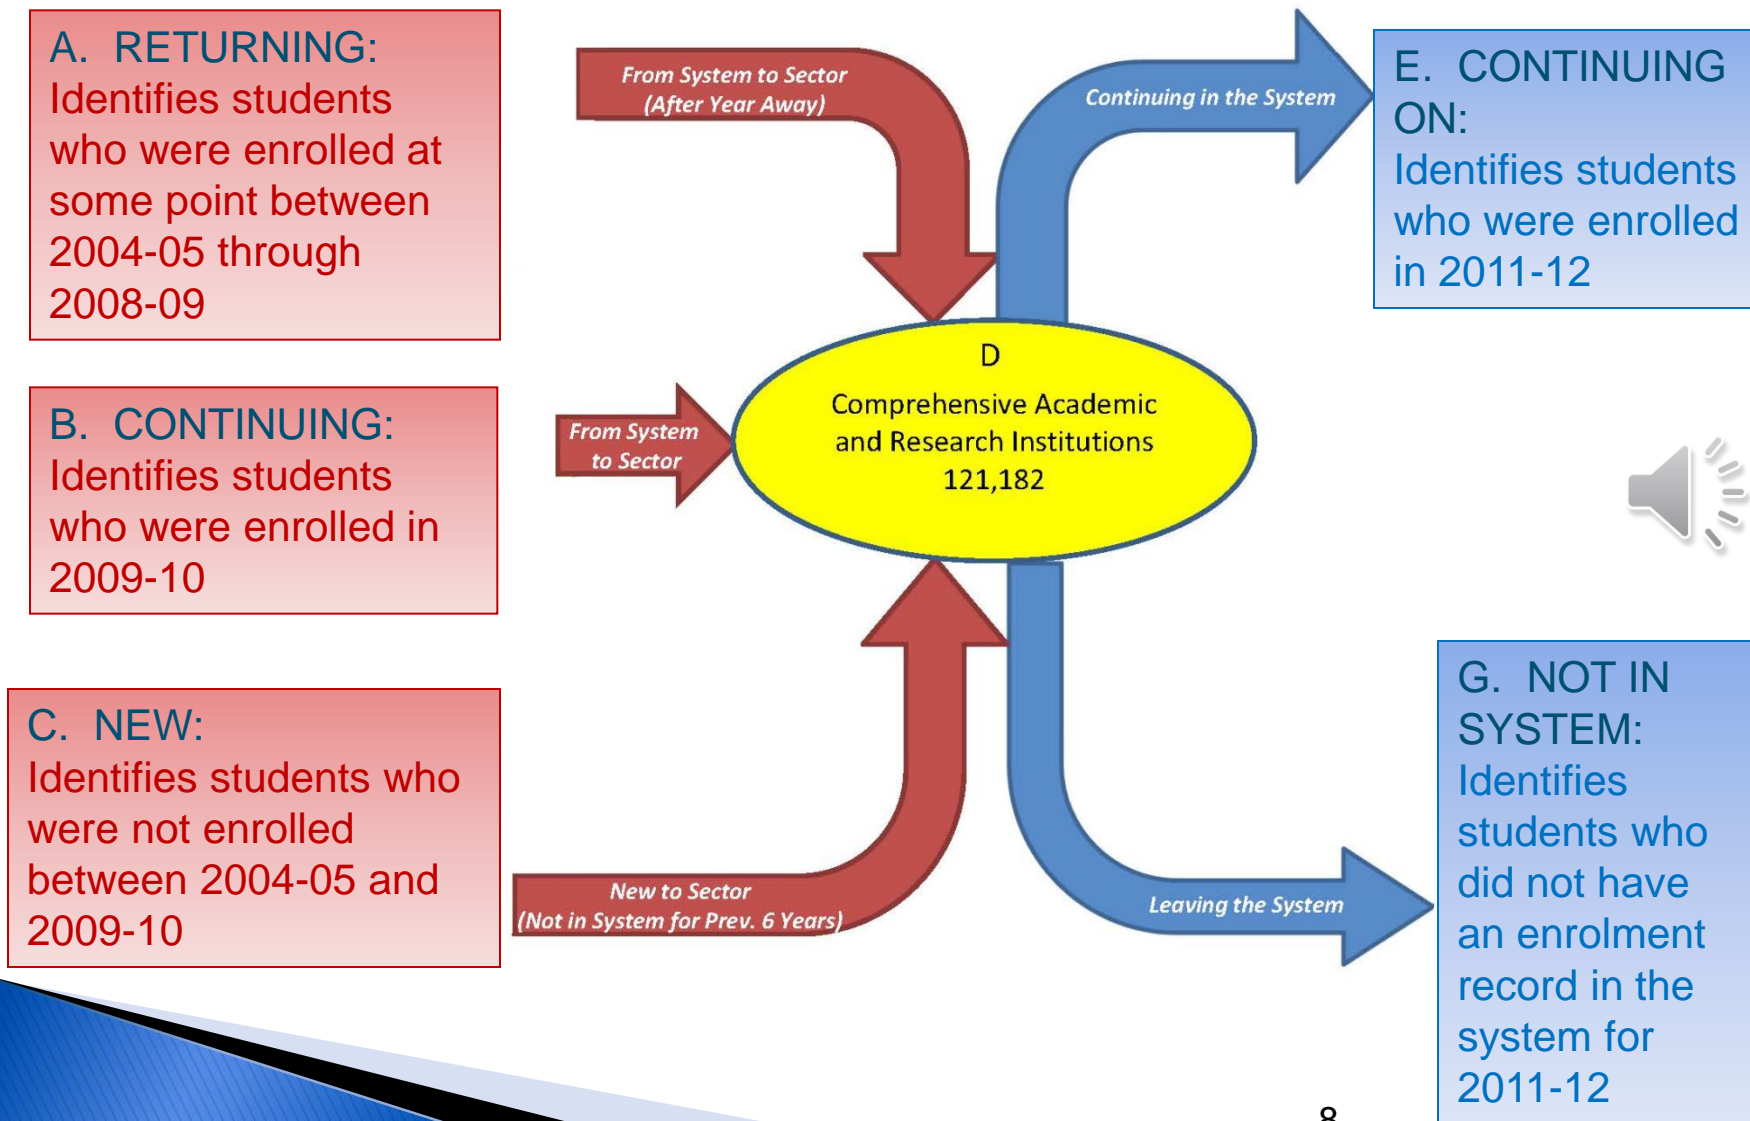 A.  RETURNING:
Identifies students
who were enrolled at
some point between
2004-05 through
2008-09
B.  CONTINUING:
Identifies students
who were enrolled in
2009-10
C.  NEW:
Identifies students who
were not enrolled
between 2004-05 and
2009-10
From System to Sector
(After Year Away)
From System
to Sector
New to Sector
(Not in System for Prev. 6 Years)
D
Comprehensive Academic
and Research Institutions
121,182
Continuing in the System
Leaving the System
E.  CONTINUING
ON:
Identifies students
who were enrolled
in 2011-12
G.  NOT IN
SYSTEM:
Identifies
students who
did not have
an enrolment
record in the
system for
2011-12
8